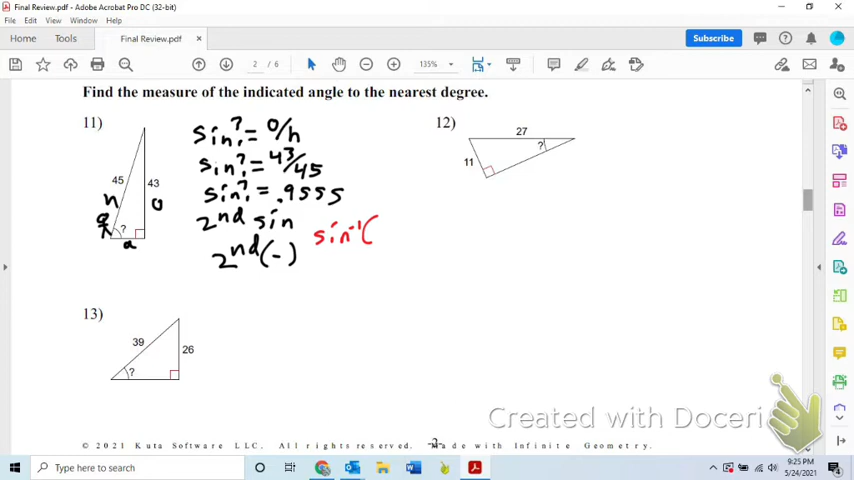 Final Review.pdf - Adobe Acrobat Pro DC (32-bit)
File Edit View Window Help
Home Tools Final Review.pdf × Subscribe
2 / 6 135%
Find the measure of the indicated angle to the nearest degree.
11)
45
43
h
o
?
a
sin ? = o/h
sin ? = 43/45
sin ? = .9555
2nd sin
sin⁻¹(
2nd (-)
12)
27
11
?
13)
39
26
?
Created with Doceri
© 2021 Kuta Software LLC. All rights reserved. Made with Infinite Geometry.
-2-
Type here to search
9:25 PM
5/24/2021
4